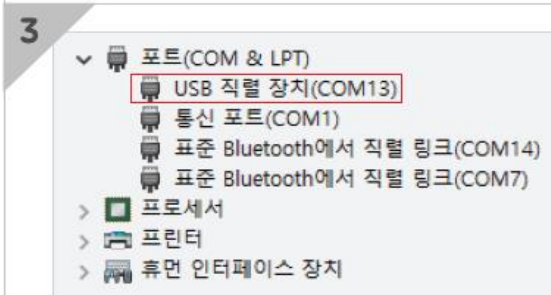 3
포트(COM & LPT)
USB 직렬 장치(COM13)
통신 포트(COM1)
표준 Bluetooth에서 직렬 링크(COM14)
표준 Bluetooth에서 직렬 링크(COM7)
프로세서
프린터
휴먼 인터페이스 장치